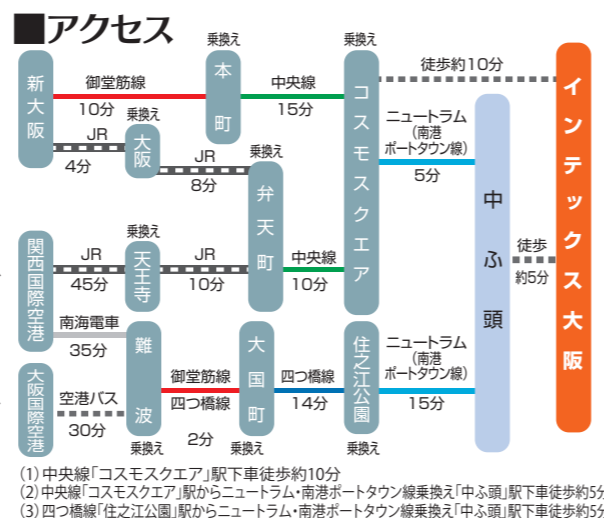 ■アクセス
乗換え
乗換え
徒歩約10分
新大阪
御堂筋線
10分
本町
中央線
15分
コスモスクエア
インテックス大阪
JR
4分
乗換え
大阪
JR
8分
乗換え
弁天町
ニュートラム
(南港
ポートタウン線)
5分
中ふ頭
徒歩
約5分
関西国際空港
JR
45分
乗換え
天王寺
JR
10分
中央線
10分
南海電車
35分
難波
大国町
住之江公園
大阪国際空港
空港バス
30分
御堂筋線
四つ橋線
2分
四つ橋線
14分
ニュートラム
(南港
ポートタウン線)
15分
乗換え
乗換え
乗換え
(1)中央線「コスモスクエア」駅下車徒歩約10分
(2)中央線「コスモスクエア」駅からニュートラム・南港ポートタウン線乗換え「中ふ頭」駅下車徒歩約5分
(3)四つ橋線「住之江公園」駅からニュートラム・南港ポートタウン線乗換え「中ふ頭」駅下車徒歩約5分